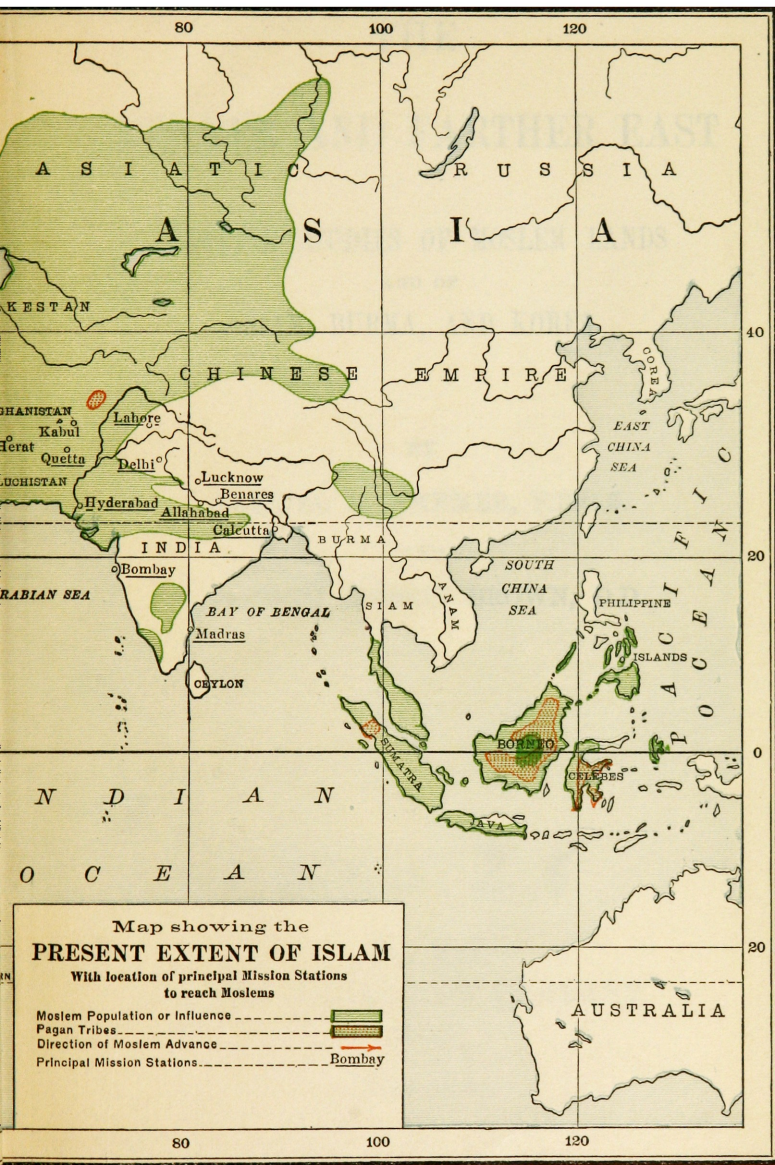 80 100 120
ASIATIC RUSSIA
ASIA
KESTAN
40
COREA
CHINESE EMPIRE
GHANISTAN
Kabul
Herat
Quetta
LUCHISTAN
Lahore
Delhi
Lucknow
Benares
Hyderabad
Allahabad
Calcutta
EAST
CHINA
SEA
BURMA
INDIA
20
Bombay
RABIAN SEA
BAY OF BENGAL
SIAM
ANAM
SOUTH
CHINA
SEA
PHILIPPINE
ISLANDS
PACIFIC
OCEAN
Madras
CEYLON
SUMATRA
BORNEO
CELEBES
0
JAVA
NDIAN
OCEAN
20
AUSTRALIA
Map showing the
PRESENT EXTENT OF ISLAM
With location of principal Mission Stations
to reach Moslems
Moslem Population or Influence
Pagan Tribes
Direction of Moslem Advance
Principal Mission Stations Bombay
80 100 120